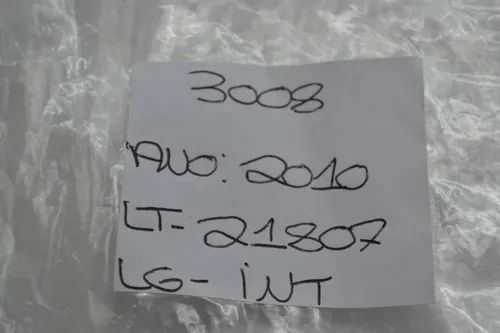 3008
ANO: 2010
LT- 21807
LG- INT